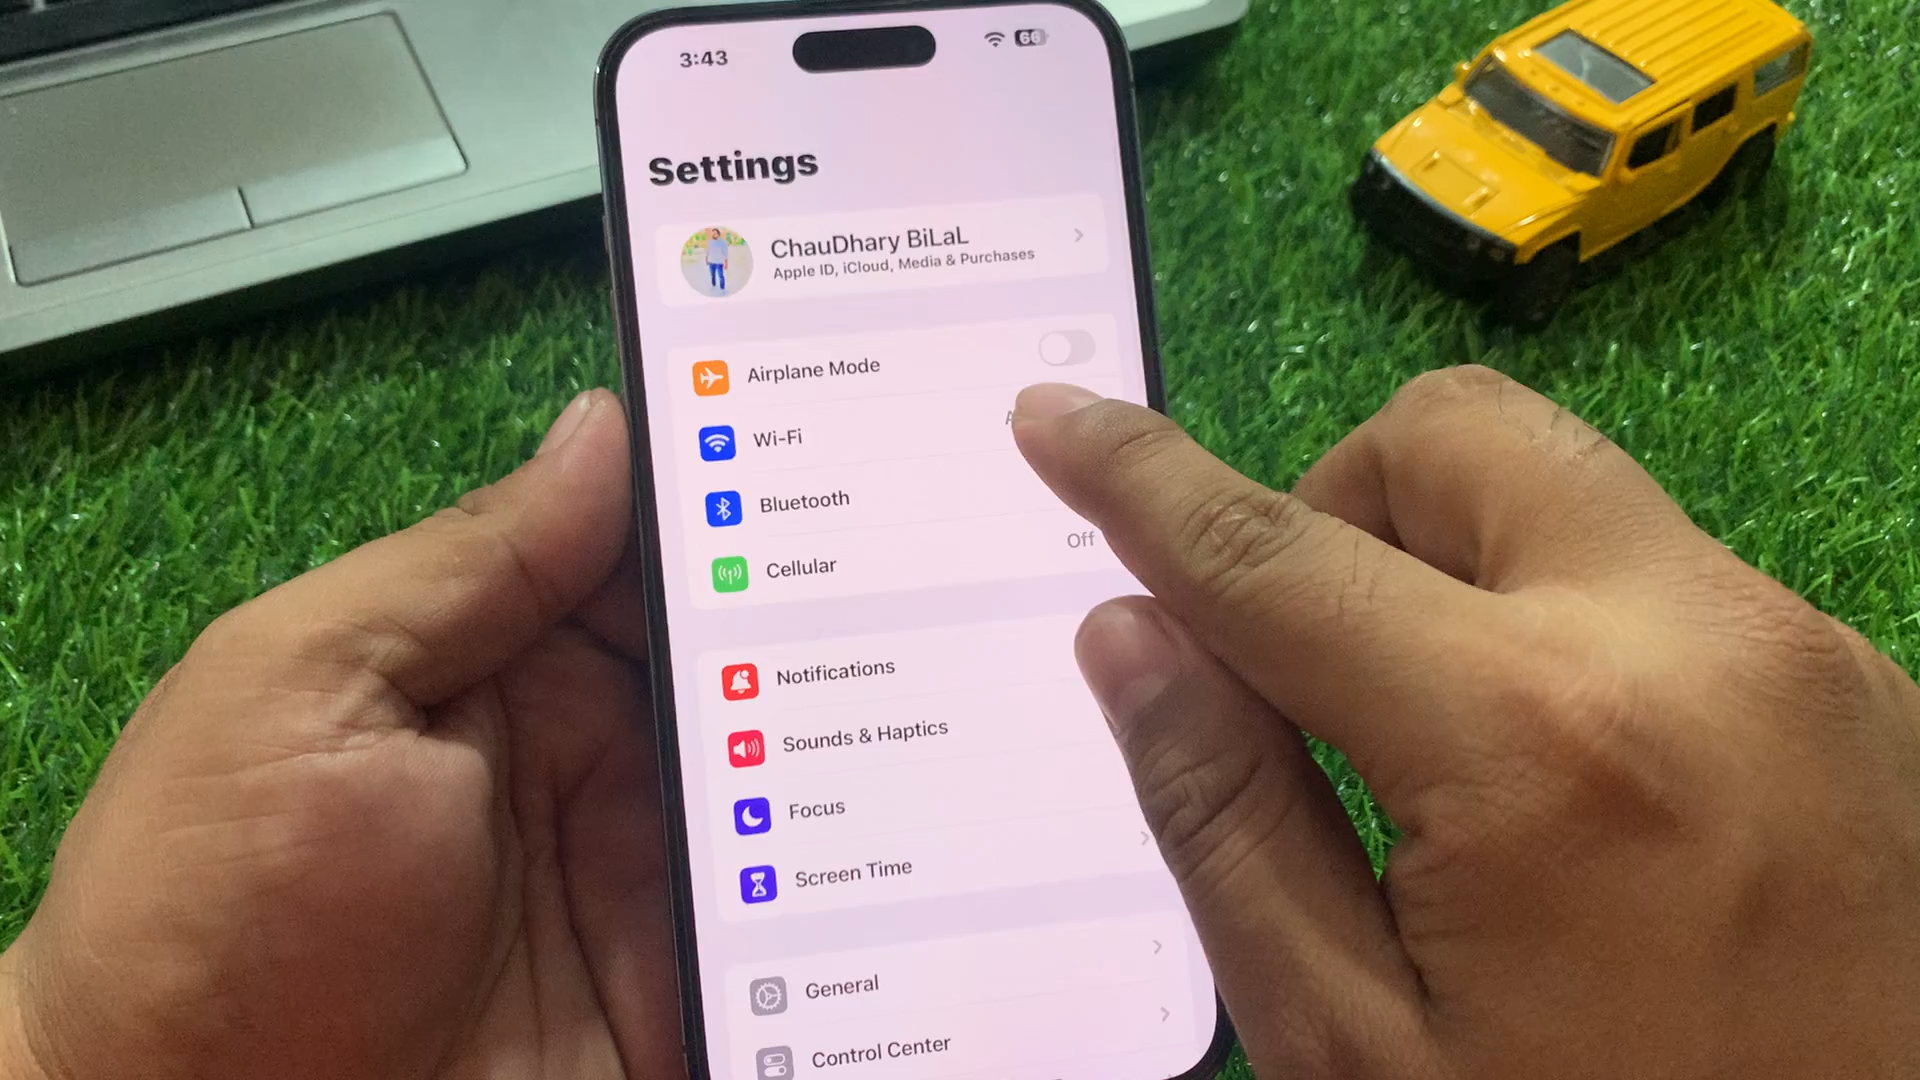 3:43
66
Settings
ChauDhary BiLaL
Apple ID, iCloud, Media & Purchases
Airplane Mode
Wi-Fi
Bluetooth
Cellular
Off
Notifications
Sounds & Haptics
Focus
Screen Time
General
Control Center